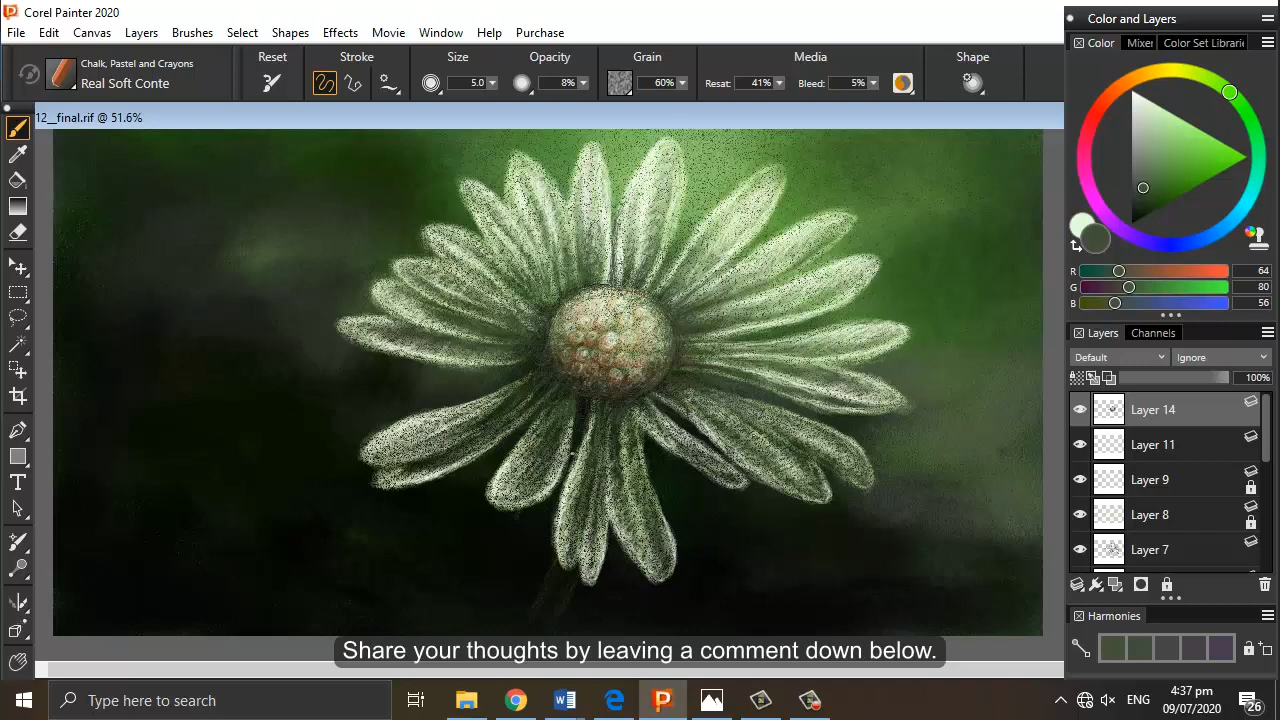 Corel Painter 2020
File Edit Canvas Layers Brushes Select Shapes Effects Movie Window Help Purchase
Chalk, Pastel and Crayons
Real Soft Conte
Reset
Stroke
Size
5.0
Opacity
8%
Grain
60%
Media
Resat: 41%
Bleed: 5%
Shape
12__final.rif @ 51.6%
Color and Layers
Color Mixer Color Set Librari
R 64
G 80
B 56
Layers Channels
Default Ignore
100%
Layer 14
Layer 11
Layer 9
Layer 8
Layer 7
Harmonies
Share your thoughts by leaving a comment down below.
Type here to search
ENG
4:37 pm
09/07/2020
26